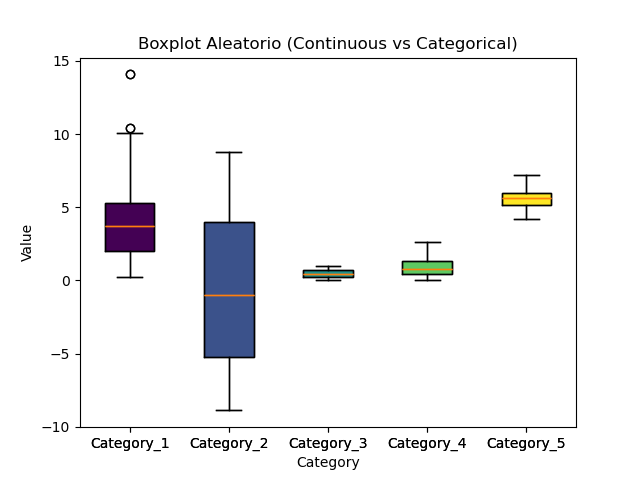 Boxplot Aleatorio (Continuous vs Categorical)
15
10
5
0
−5
−10
Value
Category_1 Category_2 Category_3 Category_4 Category_5
Category